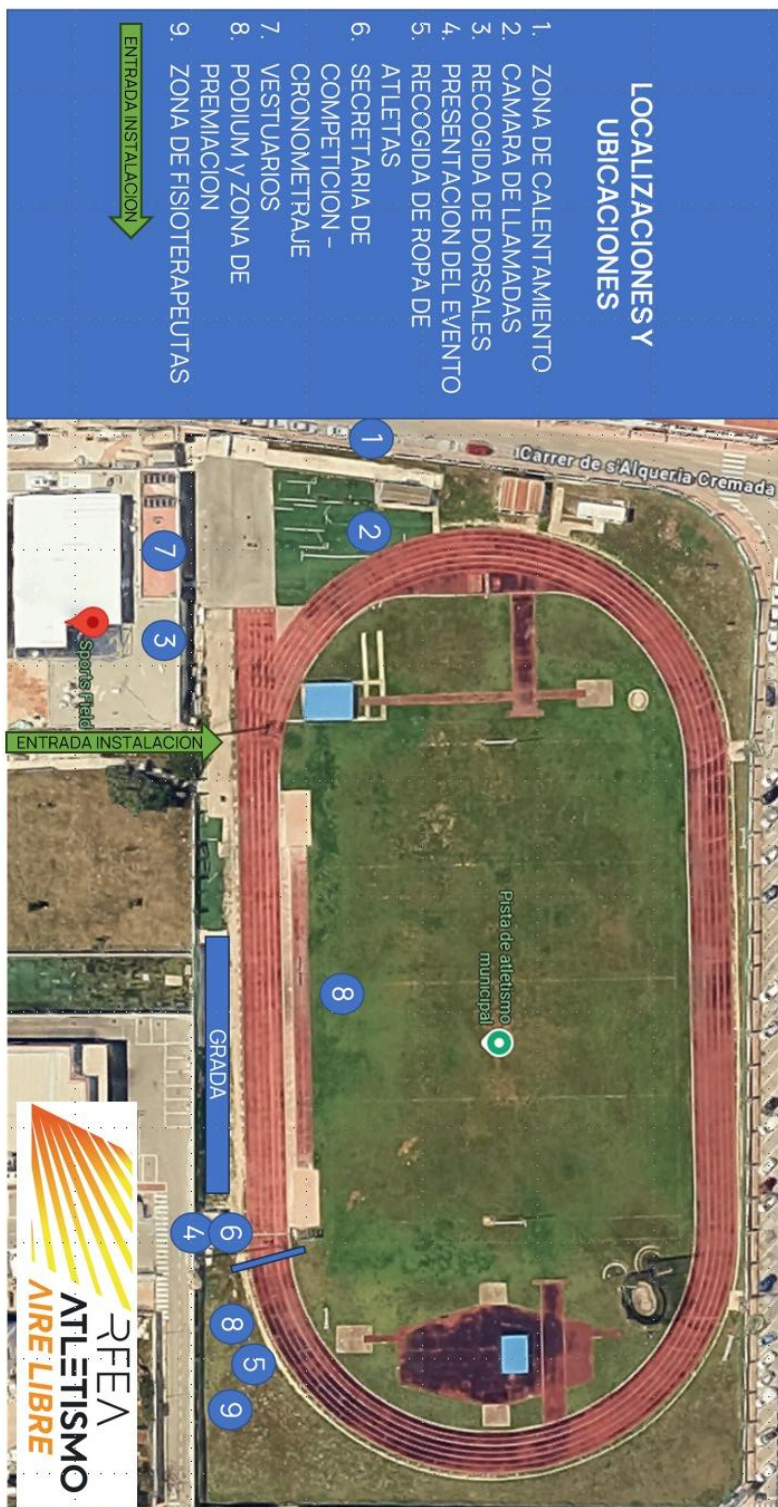 LOCALIZACIONES Y
UBICACIONES
1. ZONA DE CALENTAMIENTO
2. CAMARA DE LLAMADAS
3. RECOGIDA DE DORSALES
4. PRESENTACION DEL EVENTO
5. RECOGIDA DE ROPA DE
ATLETAS
6. SECRETARIA DE
COMPETICION –
CRONOMETRAJE
7. VESTUARIOS
8. PODIUM y ZONA DE
PREMIACION
9. ZONA DE FISIOTERAPEUTAS
ENTRADA INSTALACION
Carrer de s'Alqueria Cremada
1
2
7
3
Sports Field
ENTRADA INSTALACION
Pista de atletismo
municipal
8
GRADA
6
4
8
5
9
RFEA
ATLETISMO
AIRE LIBRE